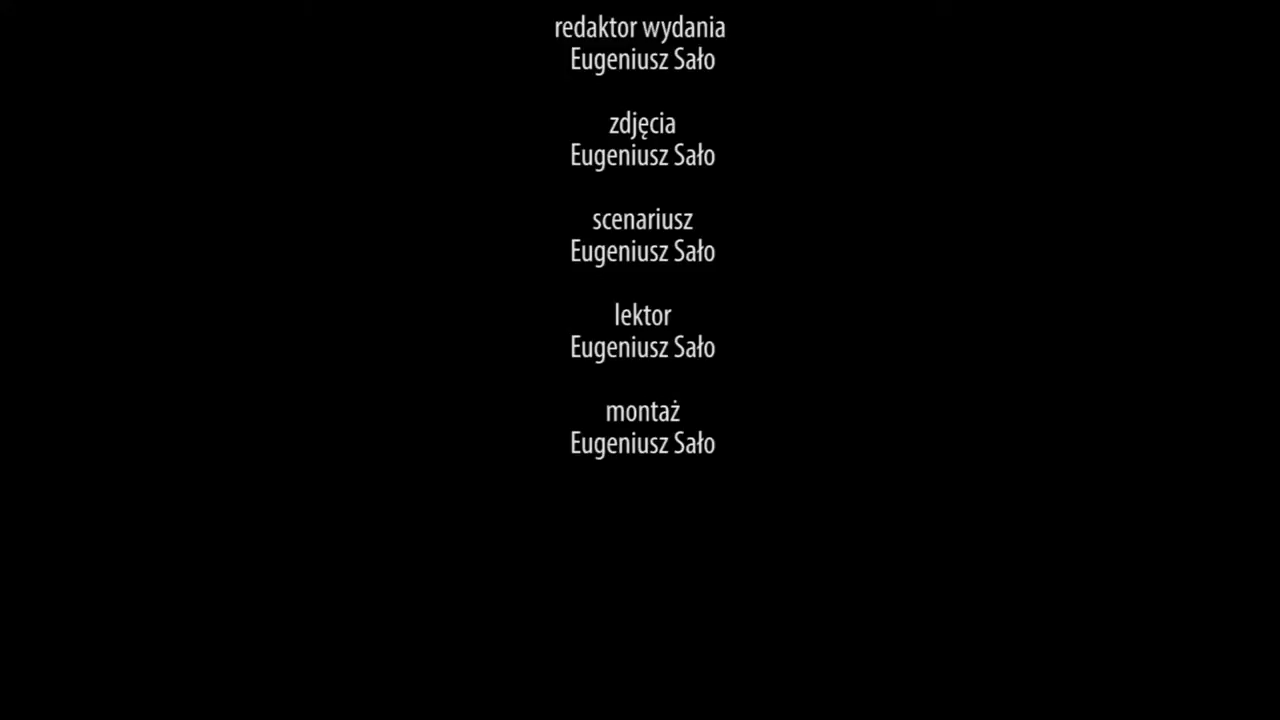 redaktor wydania
Eugeniusz Sało
zdjęcia
Eugeniusz Sało
scenariusz
Eugeniusz Sało
lektor
Eugeniusz Sało
montaż
Eugeniusz Sało